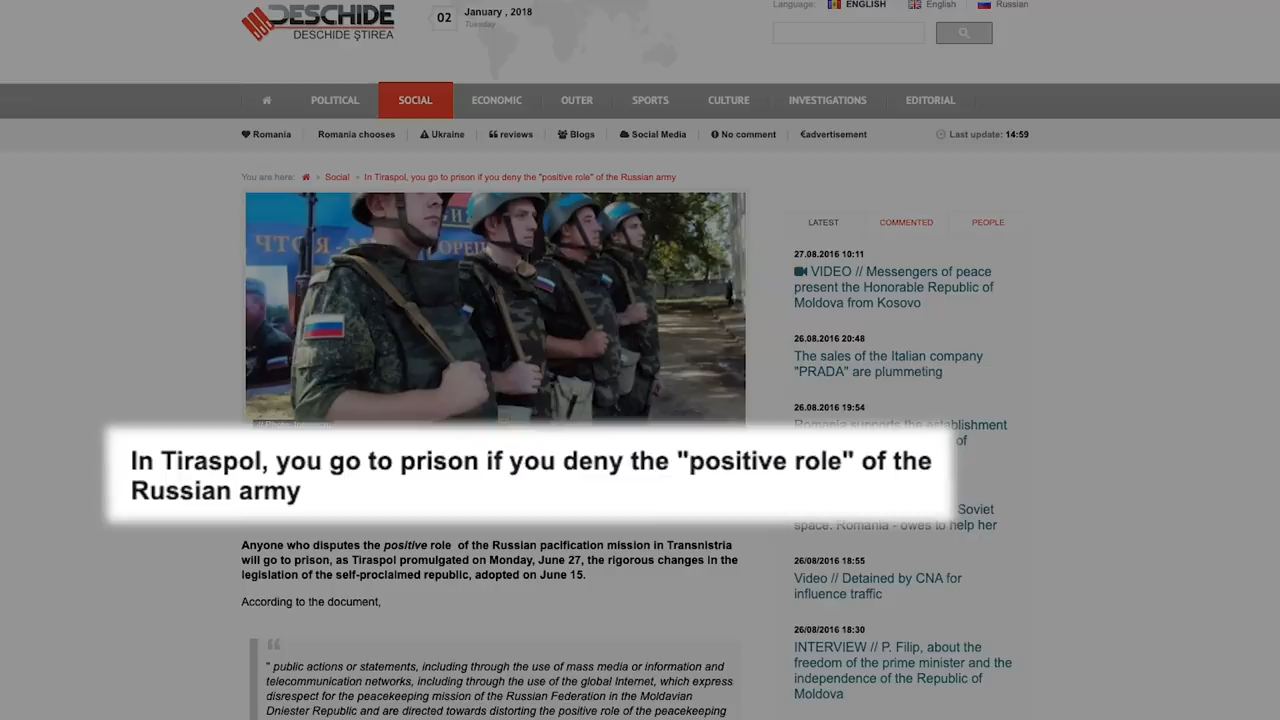 DESCHIDE
DESCHIDE ȘTIREA
02
January , 2018
Tuesday
Language:
ENGLISH
English
Russian
POLITICAL
SOCIAL
ECONOMIC
OUTER
SPORTS
CULTURE
INVESTIGATIONS
EDITORIAL
Romania
Romania chooses
Ukraine
reviews
Blogs
Social Media
No comment
€advertisement
Last update: 14:59
You are here:
Social
In Tiraspol, you go to prison if you deny the "positive role" of the Russian army
ЧТО
In Tiraspol, you go to prison if you deny the "positive role" of the
Russian army
Anyone who disputes the positive role of the Russian pacification mission in Transnistria
will go to prison, as Tiraspol promulgated on Monday, June 27, the rigorous changes in the
legislation of the self-proclaimed republic, adopted on June 15.
According to the document,
" public actions or statements, including through the use of mass media or information and
telecommunication networks, including through the use of the global Internet, which express
disrespect for the peacekeeping mission of the Russian Federation in the Moldavian
Dniester Republic and are directed towards distorting the positive role of the peacekeeping
LATEST
COMMENTED
PEOPLE
27.08.2016 10:11
VIDEO // Messengers of peace
present the Honorable Republic of
Moldova from Kosovo
26.08.2016 20:48
The sales of the Italian company
"PRADA" are plummeting
26.08.2016 19:54
Romania supports the establishment
of
Soviet
space. Romania - owes to help her
26/08/2016 18:55
Video // Detained by CNA for
influence traffic
26/08/2016 18:30
INTERVIEW // P. Filip, about the
freedom of the prime minister and the
independence of the Republic of
Moldova